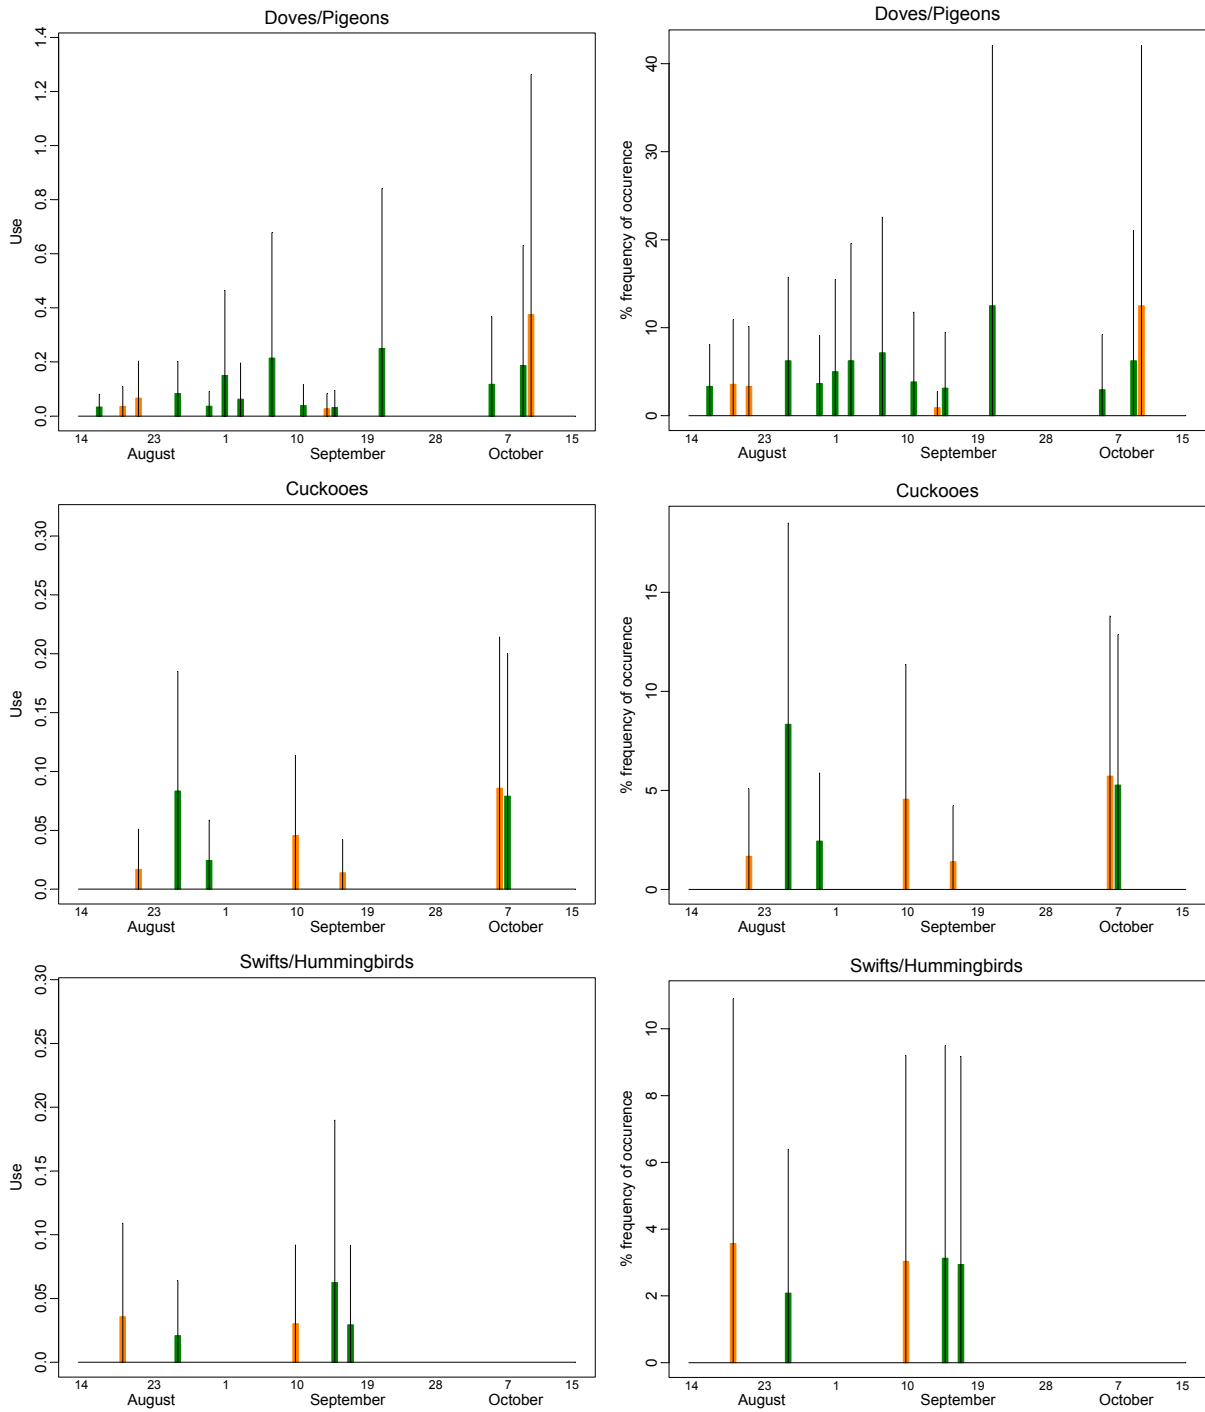 Doves/Pigeons
Use
0.0 0.2 0.4 0.6 0.8 1.0 1.2 1.4
14 23 1 10 19 28 7 15
August September October
Doves/Pigeons
% frequency of occurence
0 10 20 30 40
14 23 1 10 19 28 7 15
August September October
Cuckooes
Use
0.0 0.05 0.10 0.15 0.20 0.25 0.30
14 23 1 10 19 28 7 15
August September October
Cuckooes
% frequency of occurence
0 5 10 15
14 23 1 10 19 28 7 15
August September October
Swifts/Hummingbirds
Use
0.0 0.05 0.10 0.15 0.20 0.25 0.30
14 23 1 10 19 28 7 15
August September October
Swifts/Hummingbirds
% frequency of occurence
0 2 4 6 8 10
14 23 1 10 19 28 7 15
August September October